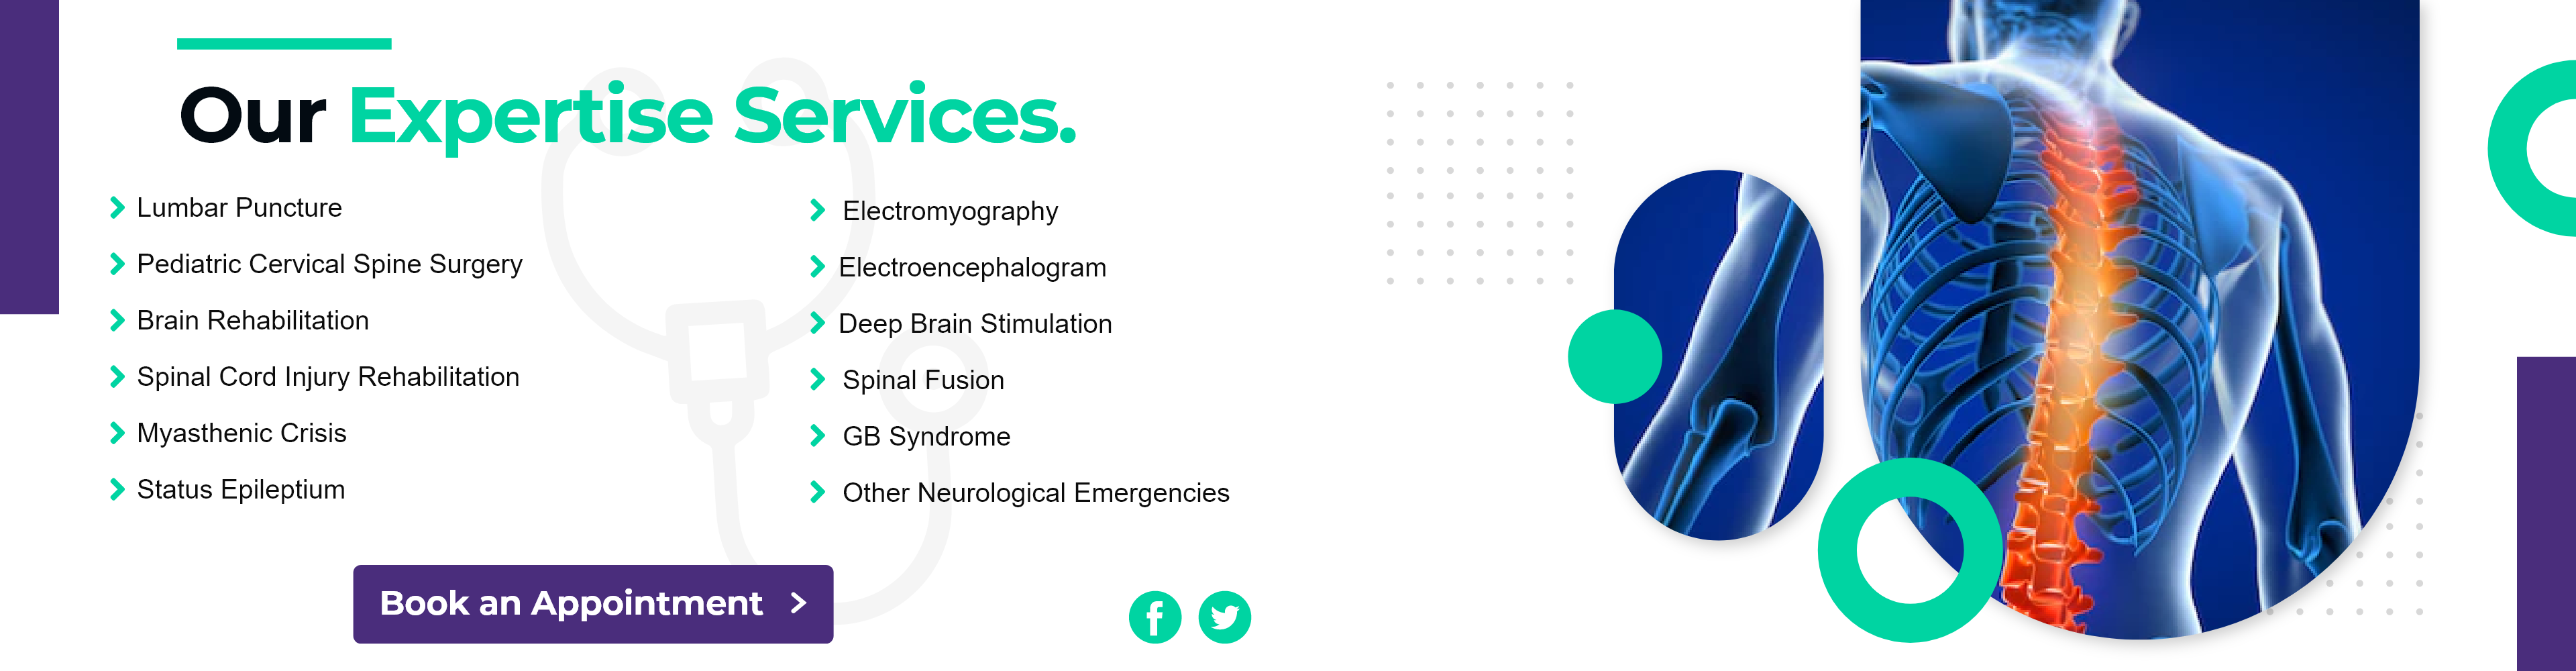 Our Expertise Services.
Lumbar Puncture
Pediatric Cervical Spine Surgery
Brain Rehabilitation
Spinal Cord Injury Rehabilitation
Myasthenic Crisis
Status Epileptium
Electromyography
Electroencephalogram
Deep Brain Stimulation
Spinal Fusion
GB Syndrome
Other Neurological Emergencies
Book an Appointment